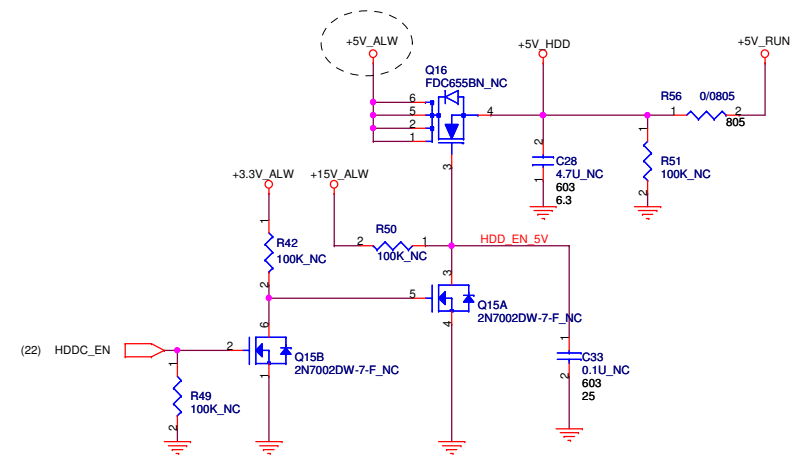 +5V_ALW
+5V_HDD
+5V_RUN
Q16
FDC655BN_NC
6
5
2
1
4
3
R56 0/0805
1 2
805
2
C28
4.7U_NC
1
603
6.3
1
R51
100K_NC
2
+3.3V_ALW
+15V_ALW
1
R42
100K_NC
2
R50
2 1
100K_NC
HDD_EN_5V
3
5
Q15A
2N7002DW-7-F_NC
4
6
(22) HDDC_EN
2
Q15B
2N7002DW-7-F_NC
1
1
R49
100K_NC
2
1
C33
0.1U_NC
2
603
25